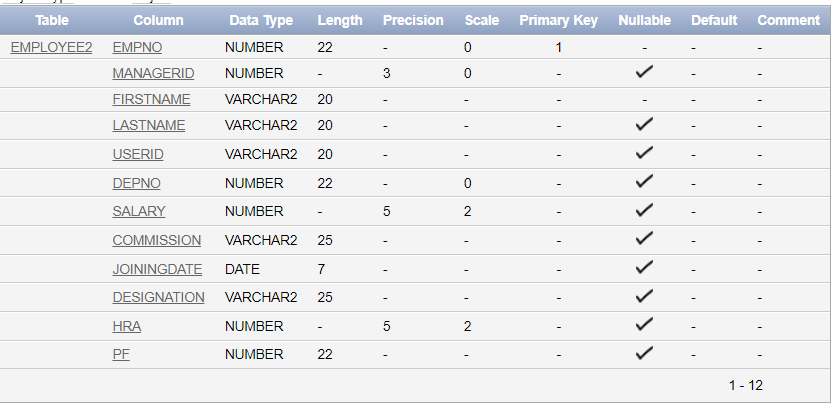 Table Column Data Type Length Precision Scale Primary Key Nullable Default Comment
EMPLOYEE2 EMPNO NUMBER 22 - 0 1 - - -
MANAGERID NUMBER - 3 0 - ✓ - -
FIRSTNAME VARCHAR2 20 - - - - - -
LASTNAME VARCHAR2 20 - - - ✓ - -
USERID VARCHAR2 20 - - - ✓ - -
DEPNO NUMBER 22 - 0 - ✓ - -
SALARY NUMBER - 5 2 - ✓ - -
COMMISSION VARCHAR2 25 - - - ✓ - -
JOININGDATE DATE 7 - - - ✓ - -
DESIGNATION VARCHAR2 25 - - - ✓ - -
HRA NUMBER - 5 2 - ✓ - -
PF NUMBER 22 - - - ✓ - -
1 - 12